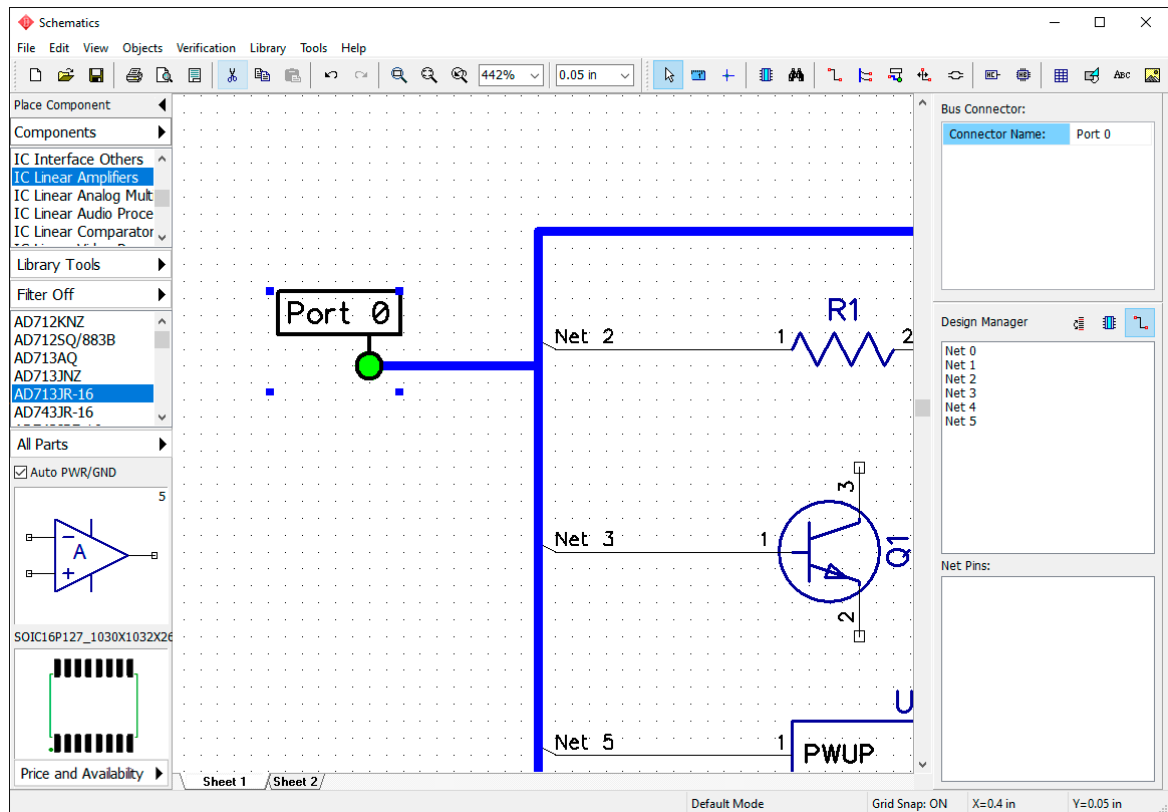 Schematics
File Edit View Objects Verification Library Tools Help
442% 0.05 in ABC
Place Component
Components
IC Interface Others
IC Linear Amplifiers
IC Linear Analog Mult
IC Linear Audio Proce
IC Linear Comparator
Library Tools
Filter Off
AD712KNZ
AD712SQ/883B
AD713AQ
AD713JNZ
AD713JR-16
AD743JR-16
All Parts
Auto PWR/GND
5
A
SOIC16P127_1030X1032X26
Price and Availability
Port 0
Net 2 1 R1 2
Net 3 1 3 Q1 2
Net 5 1 U
PWUP
Sheet 1 Sheet 2
Bus Connector:
Connector Name: Port 0
Design Manager
Net 0
Net 1
Net 2
Net 3
Net 4
Net 5
Net Pins:
Default Mode Grid Snap: ON X=0.4 in Y=0.05 in